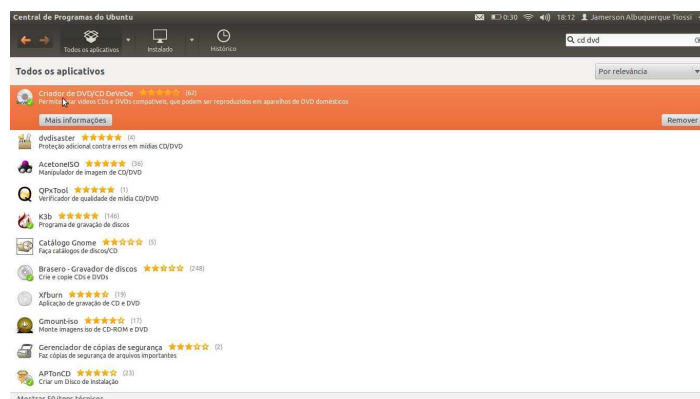 Central de Programas do Ubuntu
0:30 18:12 Jamerson Albuquerque Tiossi
Todos os aplicativos Instalado Histórico
cd dvd
Todos os aplicativos Por relevância
Criador de DVD/CD DeVeDe (62)
vídeos CDs e DVDs compatíveis, que podem ser reproduzidos em aparelhos de DVD domésticos
Mais informações Remover
dvdisaster (4)
Proteção adicional contra erros em mídias CD/DVD
AcetoneISO (36)
Manipulador de imagem de CD/DVD
QPxTool (1)
Verificador de qualidade de mídia CD/DVD
K3b (146)
Programa de gravação de discos
Catálogo Gnome (5)
Faça catálogos de discos/CD
Brasero - Gravador de discos (248)
Crie e copie CDs e DVDs
Xfburn (19)
Aplicação de gravação de CD e DVD
Gmount-iso (17)
Monte imagens iso de CD-ROM e DVD
Gerenciador de cópias de segurança (2)
Faz cópias de segurança de arquivos importantes
APTonCD (23)
Criar um Disco de Instalação
Mostrar 59 itens técnicos